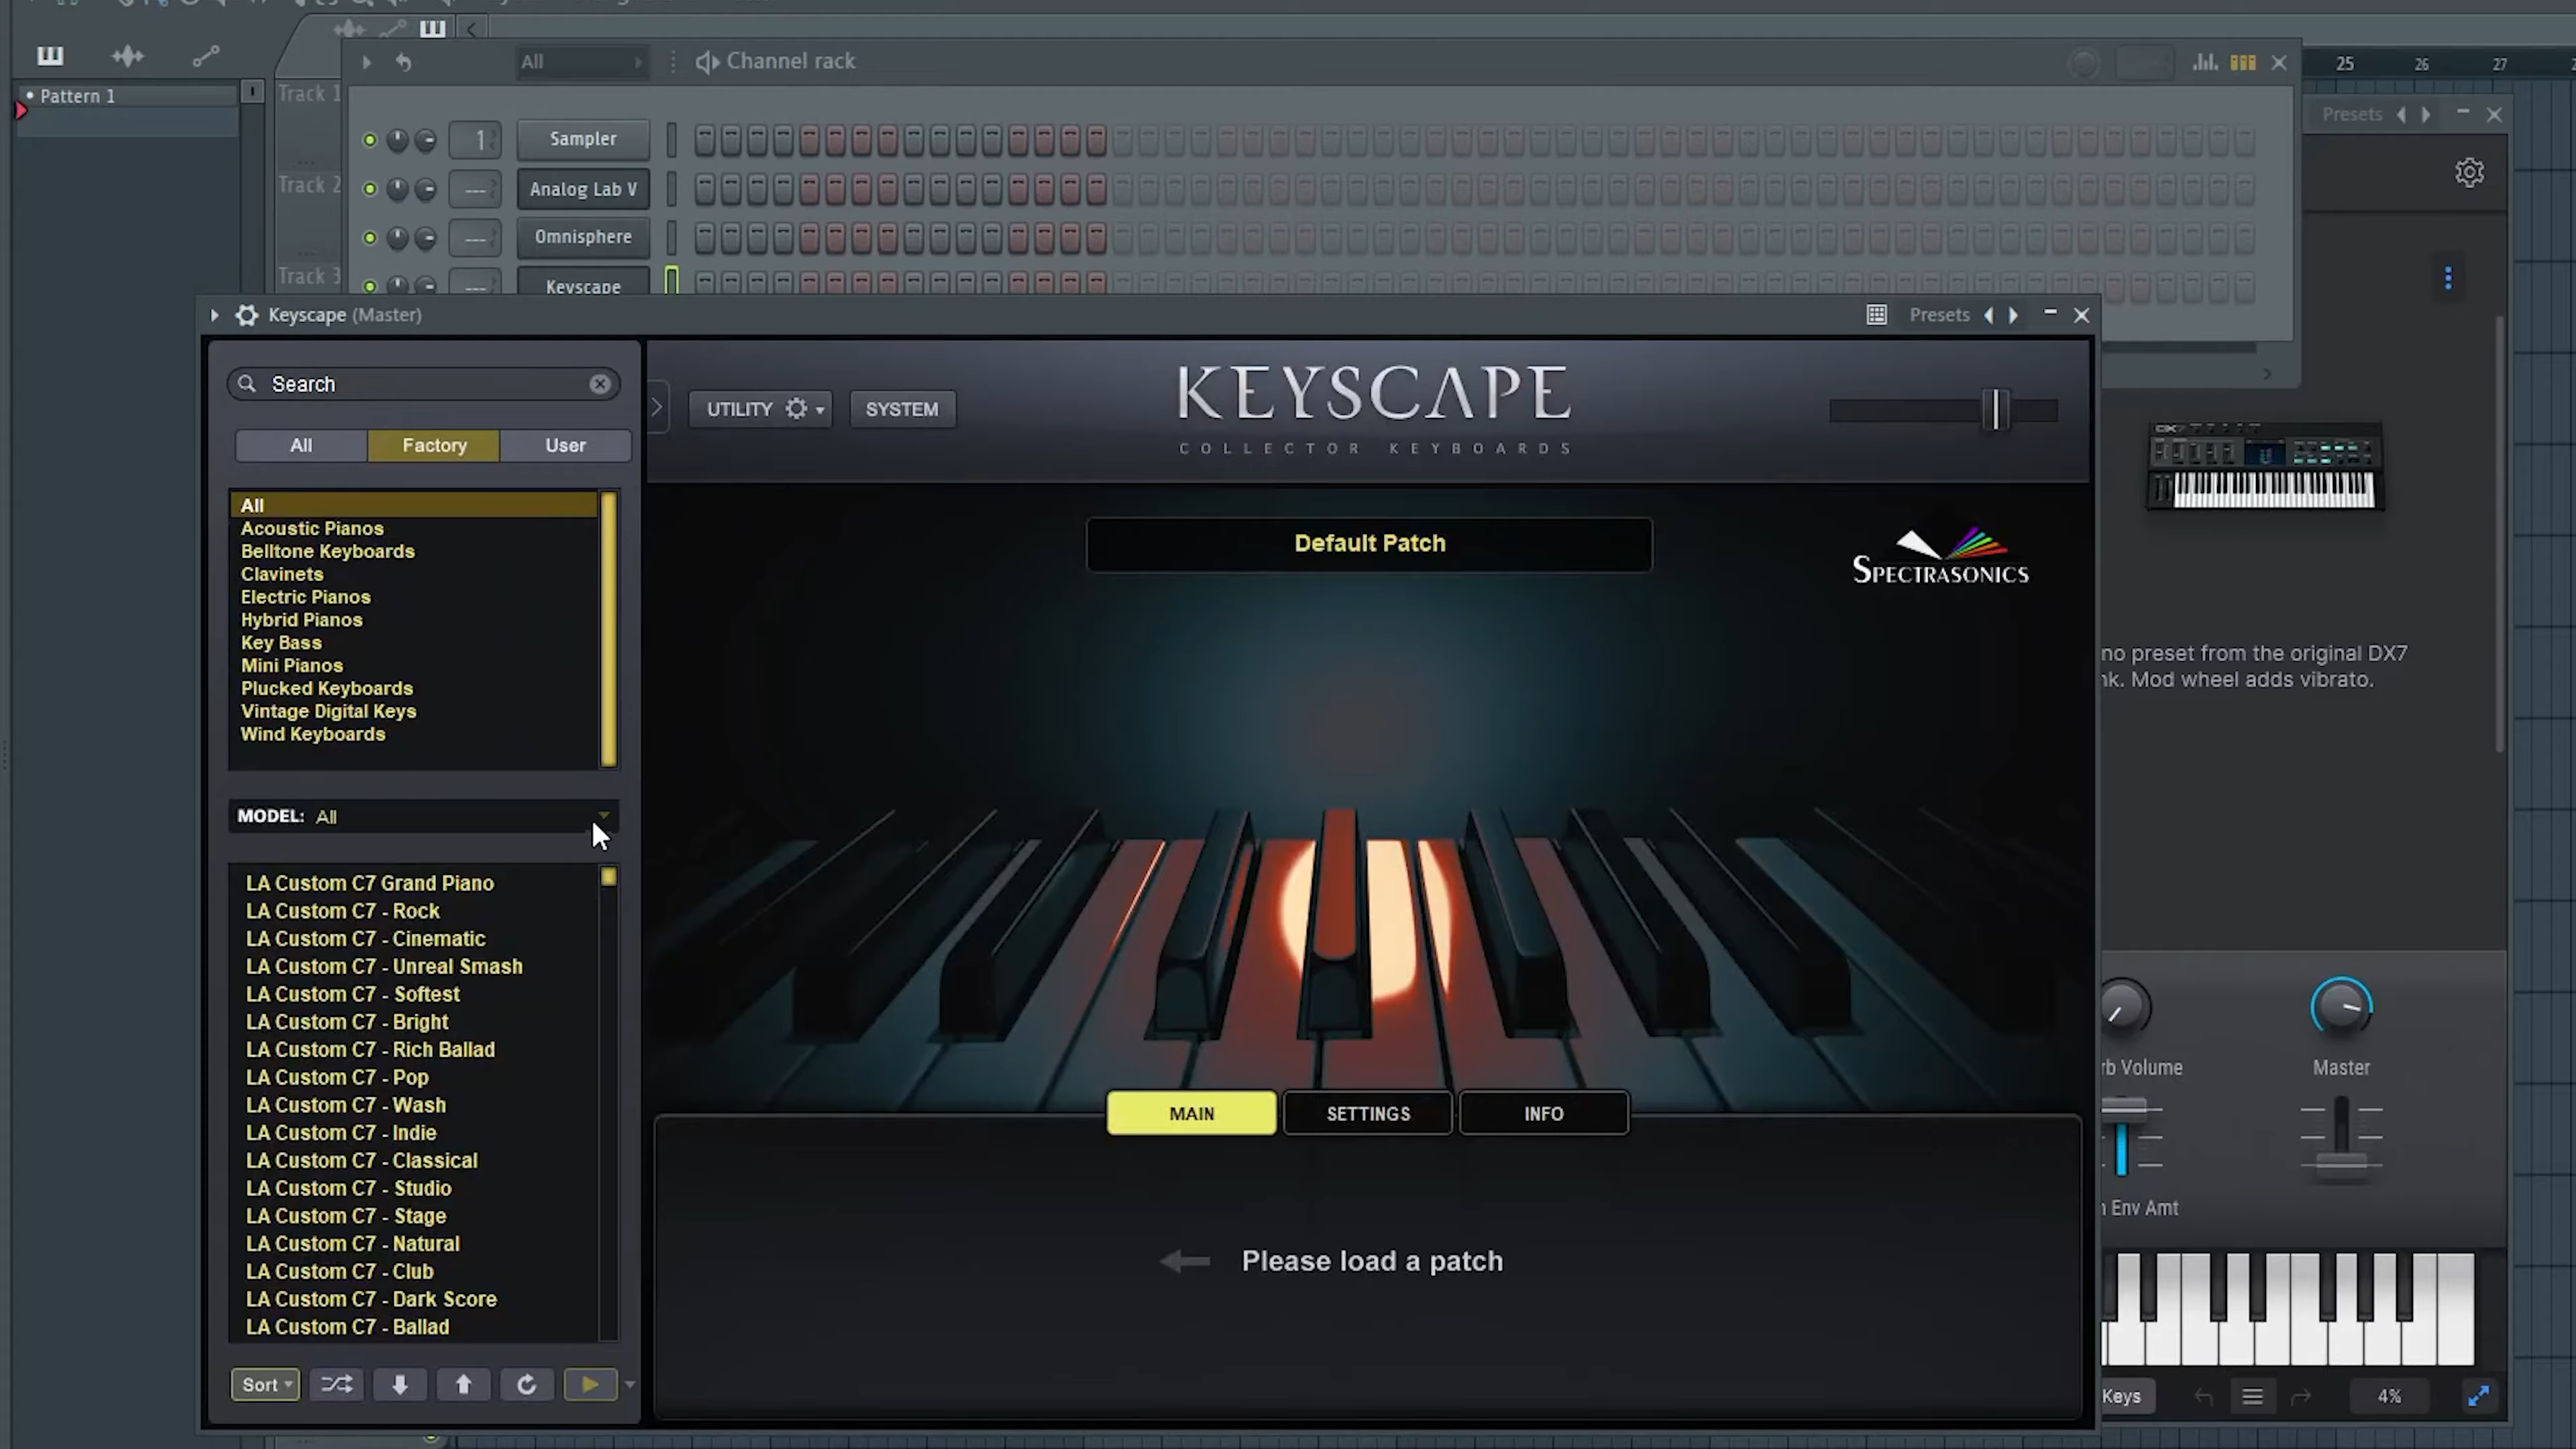 Pattern 1
Track 1
Track 2
Track 3
All
Channel rack
25
26
27
1
Sampler
---
Analog Lab V
---
Omnisphere
---
Keyscape
Presets
Keyscape (Master)
Presets
Search
All
Factory
User
All
Acoustic Pianos
Belltone Keyboards
Clavinets
Electric Pianos
Hybrid Pianos
Key Bass
Mini Pianos
Plucked Keyboards
Vintage Digital Keys
Wind Keyboards
MODEL: All
LA Custom C7 Grand Piano
LA Custom C7 - Rock
LA Custom C7 - Cinematic
LA Custom C7 - Unreal Smash
LA Custom C7 - Softest
LA Custom C7 - Bright
LA Custom C7 - Rich Ballad
LA Custom C7 - Pop
LA Custom C7 - Wash
LA Custom C7 - Indie
LA Custom C7 - Classical
LA Custom C7 - Studio
LA Custom C7 - Stage
LA Custom C7 - Natural
LA Custom C7 - Club
LA Custom C7 - Dark Score
LA Custom C7 - Ballad
Sort
UTILITY
SYSTEM
KEYSCAPE
COLLECTOR KEYBOARDS
Default Patch
SPECTRASONICS
MAIN
SETTINGS
INFO
Please load a patch
no preset from the original DX7
nk. Mod wheel adds vibrato.
rb Volume
Master
Env Amt
Keys
4%